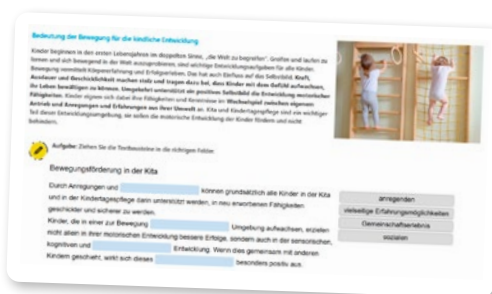 Bedeutung der Bewegung für die kindliche Entwicklung
Kinder beginnen in den ersten Lebensjahren im doppelten Sinne, „die Welt zu begreifen“. Greifen und laufen zu
lernen und sich bewegend in der Welt auszuprobieren, sind wichtige Entwicklungsaufgaben für alle Kinder.
Bewegung vermittelt Körpererfahrung und Erfolgserleben. Das hat auch Einfluss auf das Selbstbild. Kraft,
Ausdauer und Geschicklichkeit machen stolz und tragen dazu bei, dass Kinder mit dem Gefühl aufwachsen,
ihr Leben bewältigen zu können. Umgekehrt unterstützt ein positives Selbstbild die Entwicklung motorischer
Fähigkeiten. Kinder eignen sich dabei ihre Fähigkeiten und Kenntnisse im Wechselspiel zwischen eigenem
Antrieb und Anregungen und Erfahrungen aus ihrer Umwelt an. Kita und Kindertagespflege sind ein wichtiger
Teil dieser Entwicklungsumgebung, sie sollen die motorische Entwicklung der Kinder fördern und nicht
behindern.
Aufgabe: Ziehen Sie die Textbausteine in die richtigen Felder.
Bewegungsförderung in der Kita
Durch Anregungen und können grundsätzlich alle Kinder in der Kita
und in der Kindertagespflege darin unterstützt werden, in neu erworbenen Fähigkeiten
geschickter und sicherer zu werden.
Kinder, die in einer zur Bewegung Umgebung aufwachsen, erzielen
nicht allein in ihrer motorischen Entwicklung bessere Erfolge, sondern auch in der sensorischen,
kognitiven und Entwicklung. Wenn dies gemeinsam mit anderen
Kindern geschieht, wirkt sich dieses besonders positiv aus.
anregenden
vielseitige Erfahrungsmöglichkeiten
Gemeinschaftserlebnis
sozialen